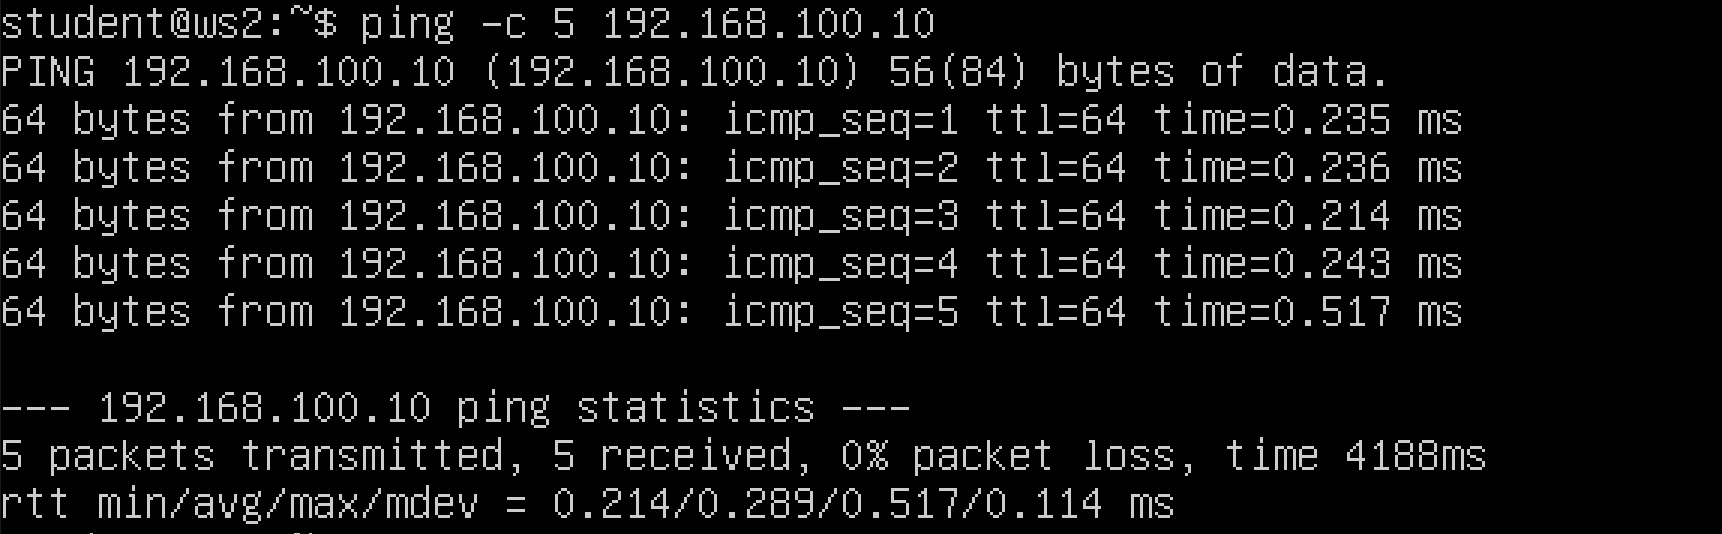 student@ws2:~$ ping -c 5 192.168.100.10
PING 192.168.100.10 (192.168.100.10) 56(84) bytes of data.
64 bytes from 192.168.100.10: icmp_seq=1 ttl=64 time=0.235 ms
64 bytes from 192.168.100.10: icmp_seq=2 ttl=64 time=0.236 ms
64 bytes from 192.168.100.10: icmp_seq=3 ttl=64 time=0.214 ms
64 bytes from 192.168.100.10: icmp_seq=4 ttl=64 time=0.243 ms
64 bytes from 192.168.100.10: icmp_seq=5 ttl=64 time=0.517 ms
--- 192.168.100.10 ping statistics ---
5 packets transmitted, 5 received, 0% packet loss, time 4188ms
rtt min/avg/max/mdev = 0.214/0.289/0.517/0.114 ms